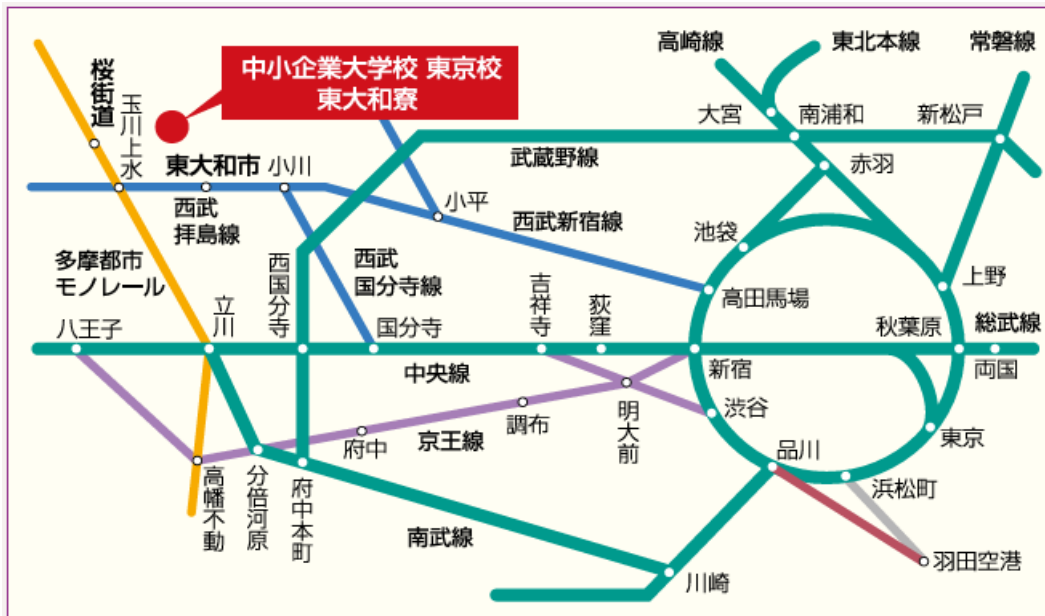 高崎線
東北本線
常磐線
中小企業大学校 東京校
東大和寮
桜街道
玉川上水
大宮
南浦和
新松戸
武蔵野線
赤羽
東大和市
小川
西武
拝島線
小平
西武新宿線
池袋
多摩都市
モノレール
西国分寺
西武
国分寺線
高田馬場
上野
八王子
立川
国分寺
吉祥寺
荻窪
秋葉原
総武線
中央線
新宿
両国
渋谷
調布
明大前
府中
京王線
東京
品川
浜松町
高幡不動
分倍河原
府中本町
南武線
羽田空港
川崎